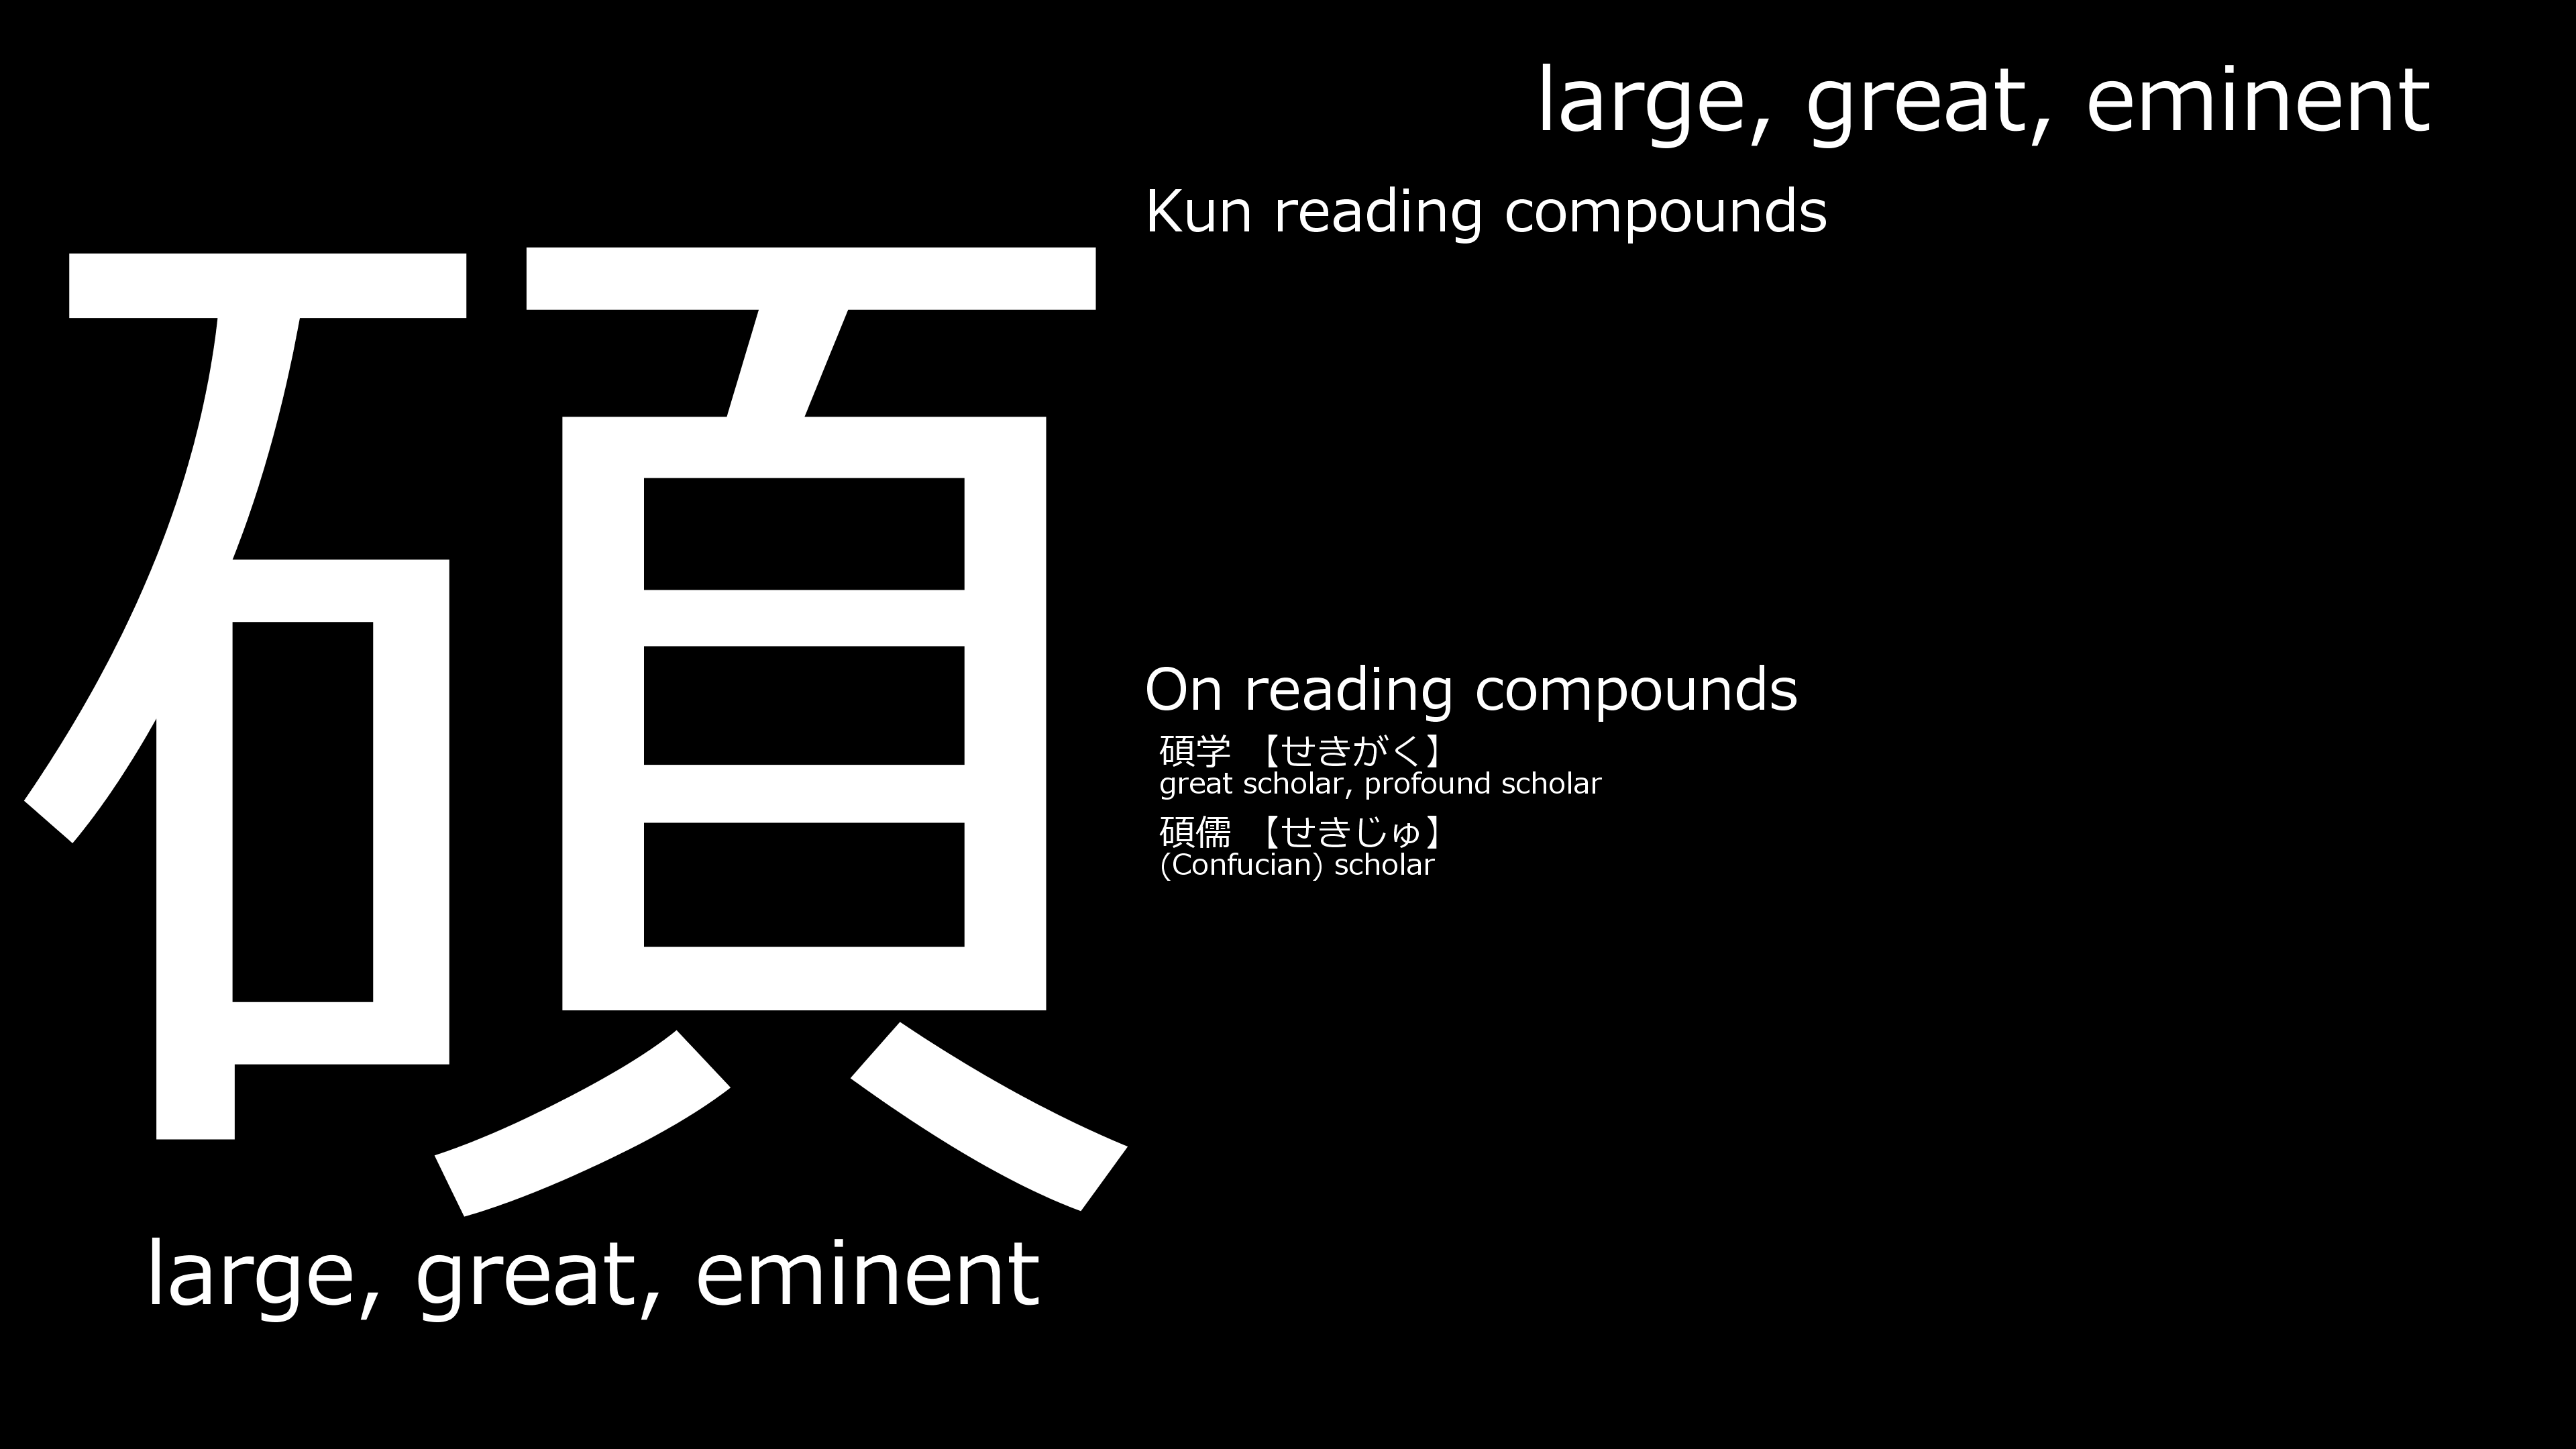 碩
large, great, eminent
large, great, eminent
Kun reading compounds
On reading compounds
碩学 【せきがく】
great scholar, profound scholar
碩儒 【せきじゅ】
(Confucian) scholar